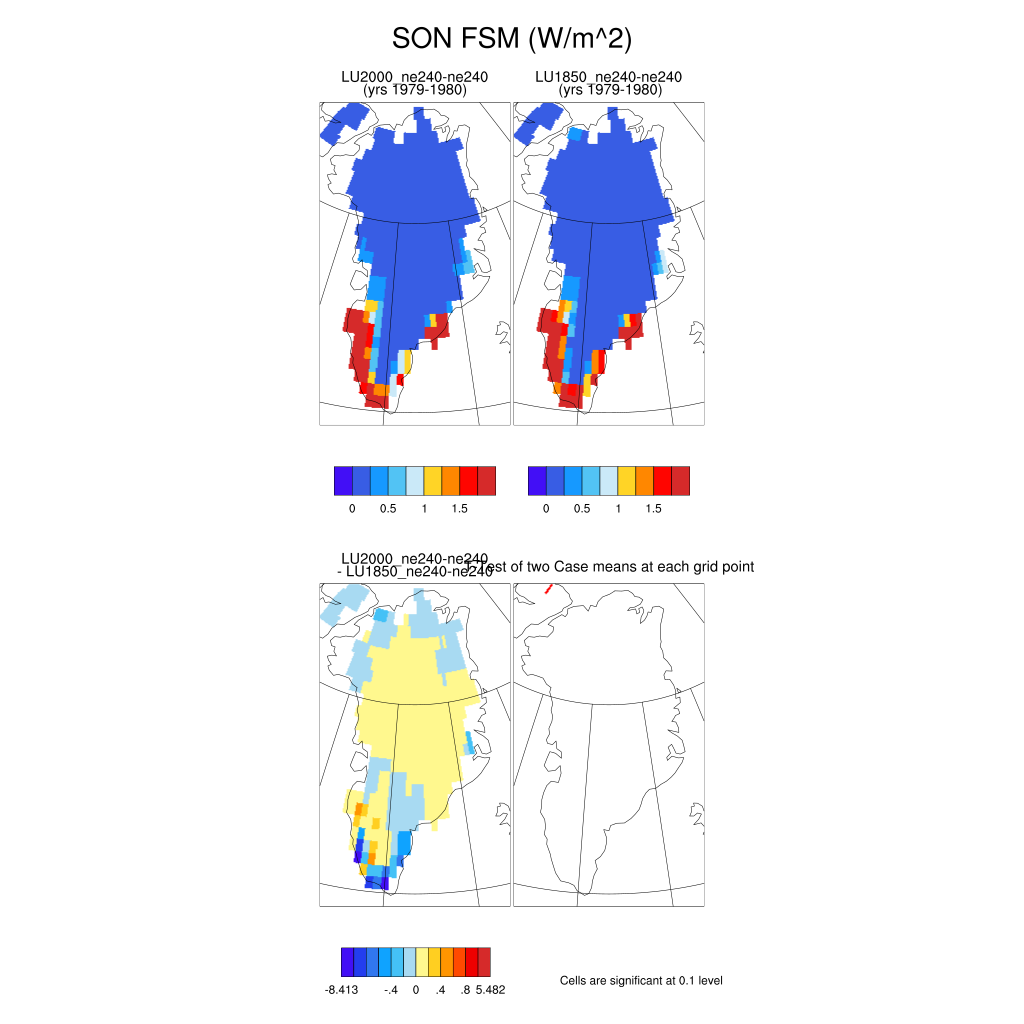 SON FSM (W/m^2)
LU2000_ne240-ne240
(yrs 1979-1980)
LU1850_ne240-ne240
(yrs 1979-1980)
0 0.5 1 1.5
0 0.5 1 1.5
LU2000_ne240-ne240
- LU1850_ne240-ne240
T-Test of two Case means at each grid point
-8.413 -.4 0 .4 .8 5.482
Cells are significant at 0.1 level